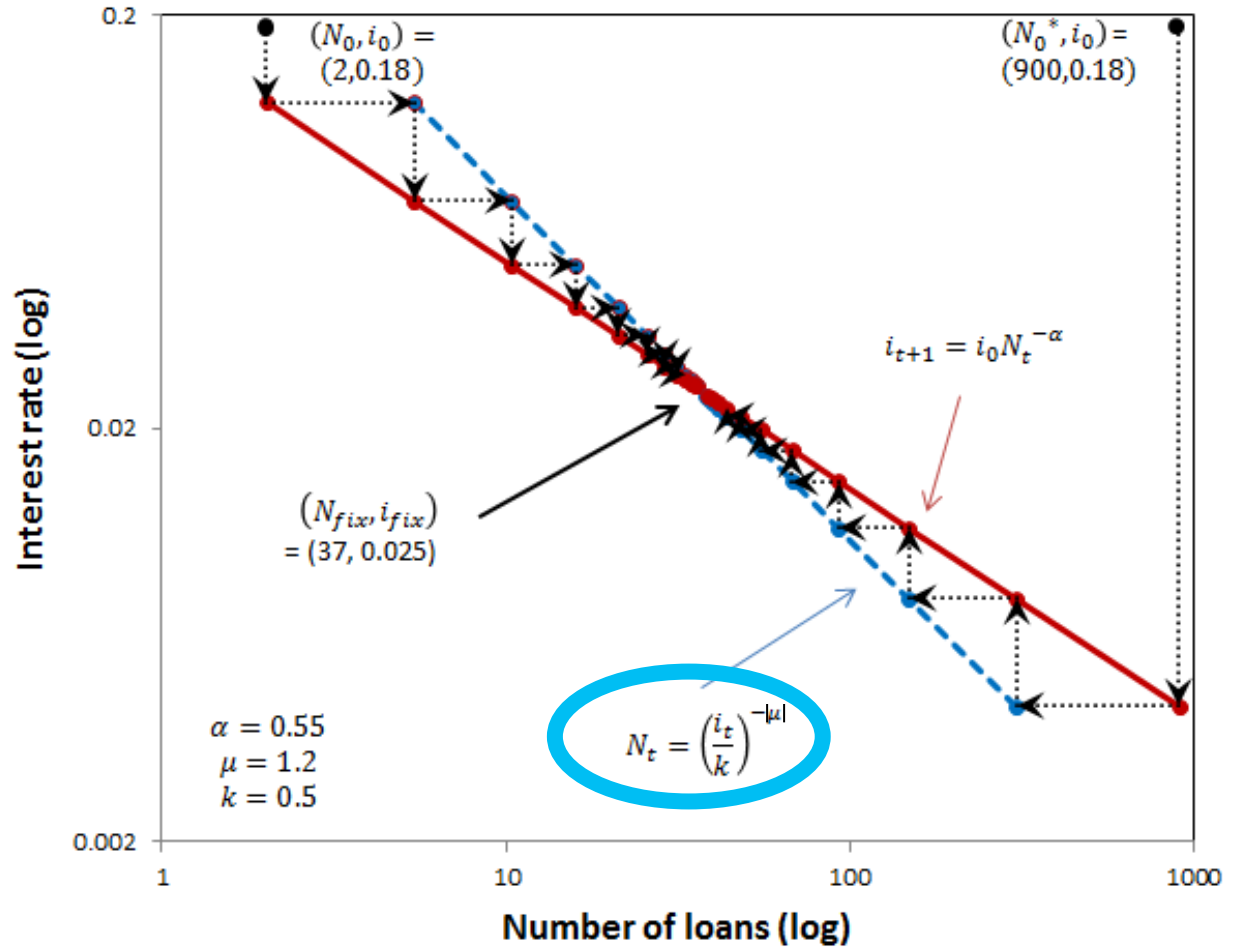 0.2
(N₀, i₀) =
(2,0.18)
(N₀*, i₀) =
(900,0.18)
Interest rate (log)
iₜ₊₁ = i₀Nₜ^−α
0.02
(N_fix, i_fix)
= (37, 0.025)
Nₜ = (iₜ/k)^−|μ|
α = 0.55
μ = 1.2
k = 0.5
0.002
1 10 100 1000
Number of loans (log)